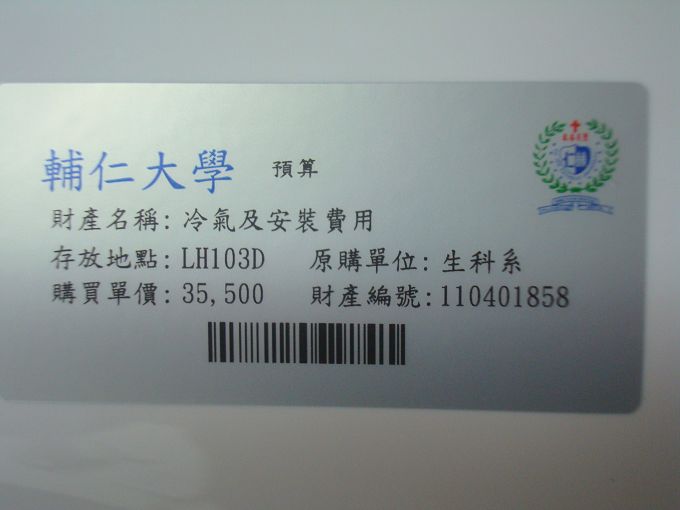 輔仁大學 預算
財產名稱: 冷氣及安裝費用
存放地點: LH103D 原購單位: 生科系
購買單價: 35,500 財產編號: 110401858